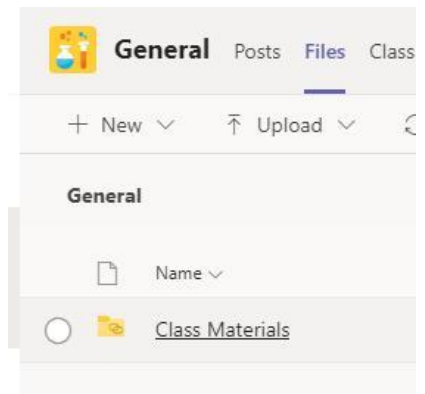 General Posts Files Class
+ New Upload
General
Name
Class Materials